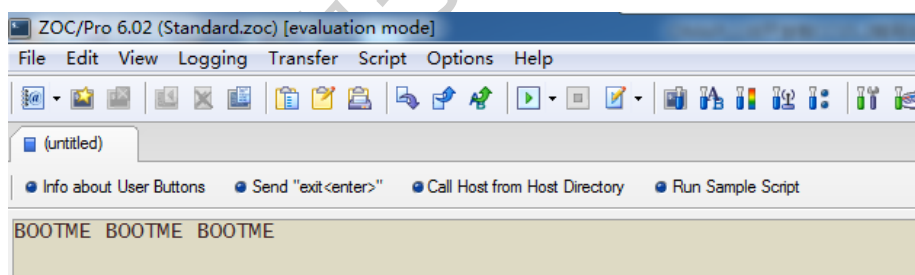 ZOC/Pro 6.02 (Standard.zoc) [evaluation mode]
File Edit View Logging Transfer Script Options Help
(untitled)
Info about User Buttons Send "exit<enter>" Call Host from Host Directory Run Sample Script
BOOTME BOOTME BOOTME